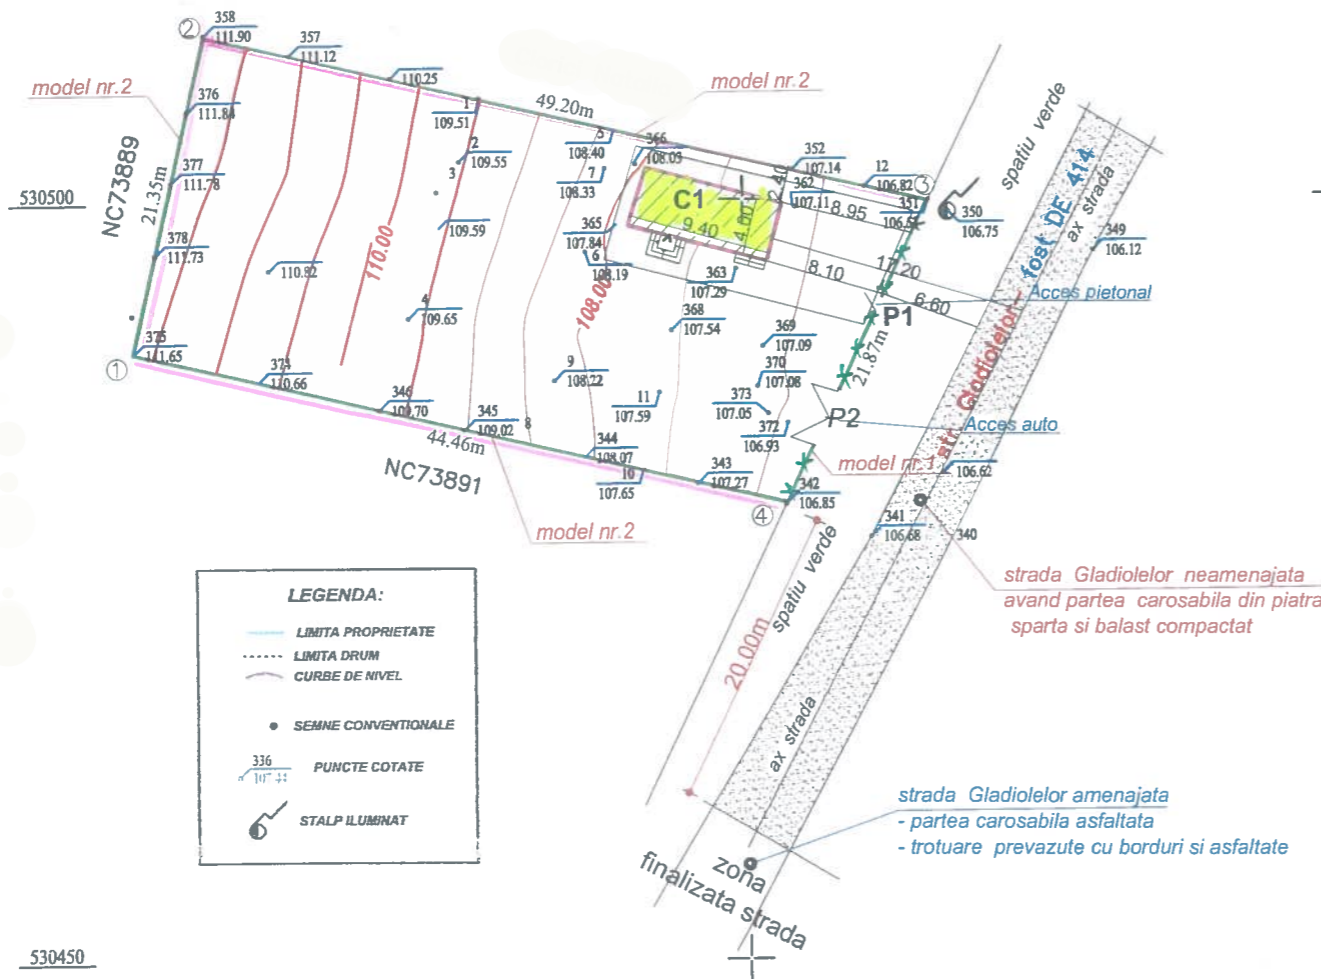 358
111.90
2
357
111.12
110.25
model nr.2
model nr.2
49.20m
376
111.84
1
109.51
2
109.55
3
5
108.40
366
108.05
352
107.14
12
106.82
3
7
108.33
362
107.11
2.40
spatiu verde
377
111.78
NC73889
21.35m
530500
C1
9.40
4.80
8.95
351
350
106.75
fost DE 414
ax strada
349
106.12
109.59
365
107.84
378
111.73
110.82
110.00
6
108.19
363
107.29
8.10
17.20
6.60
Acces pietonal
4
109.65
108.00
368
107.54
P1
369
107.09
21.87m
str. Gladiolelor
375
111.65
1
110.66
9
108.22
370
107.08
11
107.59
373
107.05
346
109.70
345
109.02
8
372
106.93
P2
Acces auto
44.46m
344
108.07
model nr.1
106.62
NC73891
10
107.65
343
107.27
342
106.85
4
model nr.2
341
106.68
340
spatiu verde
20.00m
strada Gladiolelor neamenajata
avand partea carosabila din piatra
sparta si balast compactat
LEGENDA:
LIMITA PROPRIETATE
LIMITA DRUM
CURBE DE NIVEL
SEMNE CONVENTIONALE
336
PUNCTE COTATE
STALP ILUMINAT
ax strada
strada Gladiolelor amenajata
- partea carosabila asfaltata
- trotuare prevazute cu borduri si asfaltate
zona
finalizata strada
530450